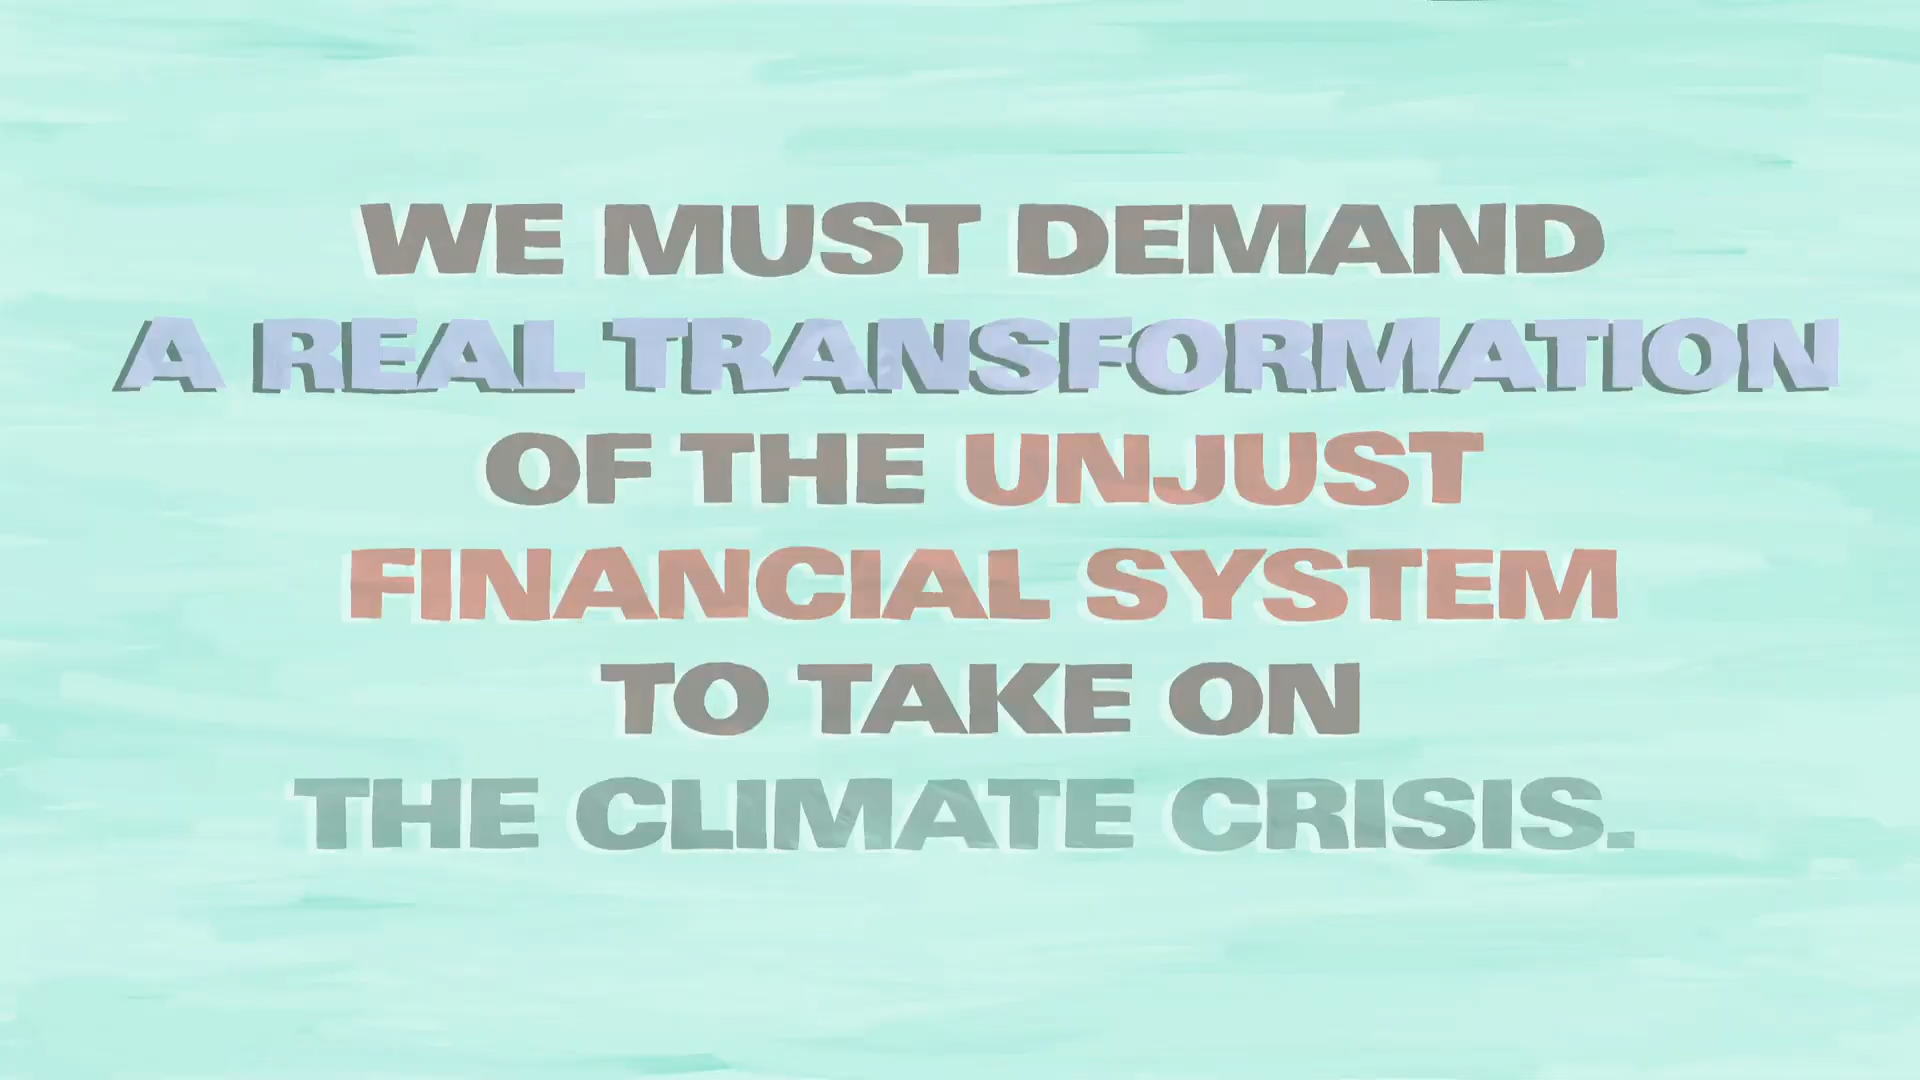 WE MUST DEMAND
A REAL TRANSFORMATION
OF THE UNJUST
FINANCIAL SYSTEM
TO TAKE ON
THE CLIMATE CRISIS.